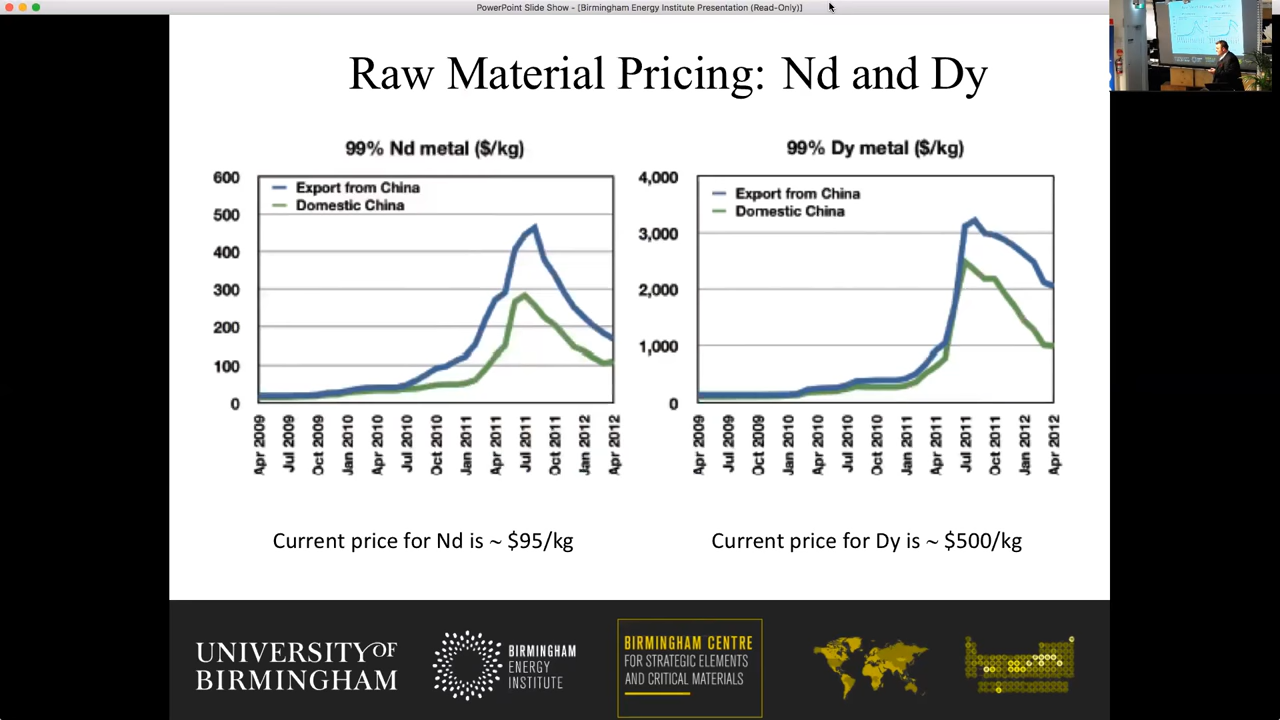 PowerPoint Slide Show - [Birmingham Energy Institute Presentation (Read-Only)]
Raw Material Pricing: Nd and Dy
99% Nd metal ($/kg)
600
500
400
300
200
100
0
Export from China
Domestic China
Apr 2009
Jul 2009
Oct 2009
Jan 2010
Apr 2010
Jul 2010
Oct 2010
Jan 2011
Apr 2011
Jul 2011
Oct 2011
Jan 2012
Apr 2012
99% Dy metal ($/kg)
4,000
3,000
2,000
1,000
0
Export from China
Domestic China
Apr 2009
Jul 2009
Oct 2009
Jan 2010
Apr 2010
Jul 2010
Oct 2010
Jan 2011
Apr 2011
Jul 2011
Oct 2011
Jan 2012
Apr 2012
Current price for Nd is ~ $95/kg
Current price for Dy is ~ $500/kg
UNIVERSITY OF
BIRMINGHAM
BIRMINGHAM
ENERGY
INSTITUTE
BIRMINGHAM CENTRE
FOR STRATEGIC ELEMENTS
AND CRITICAL MATERIALS